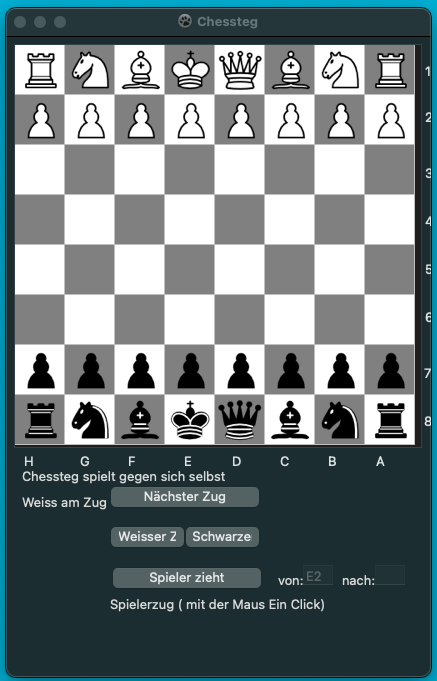 Chessteg
1
2
3
4
5
6
7
8
H G F E D C B A
Chessteg spielt gegen sich selbst
Weiss am Zug Nächster Zug
Weisser Z Schwarze
Spieler zieht von: E2 nach:
Spielerzug ( mit der Maus Ein Click)